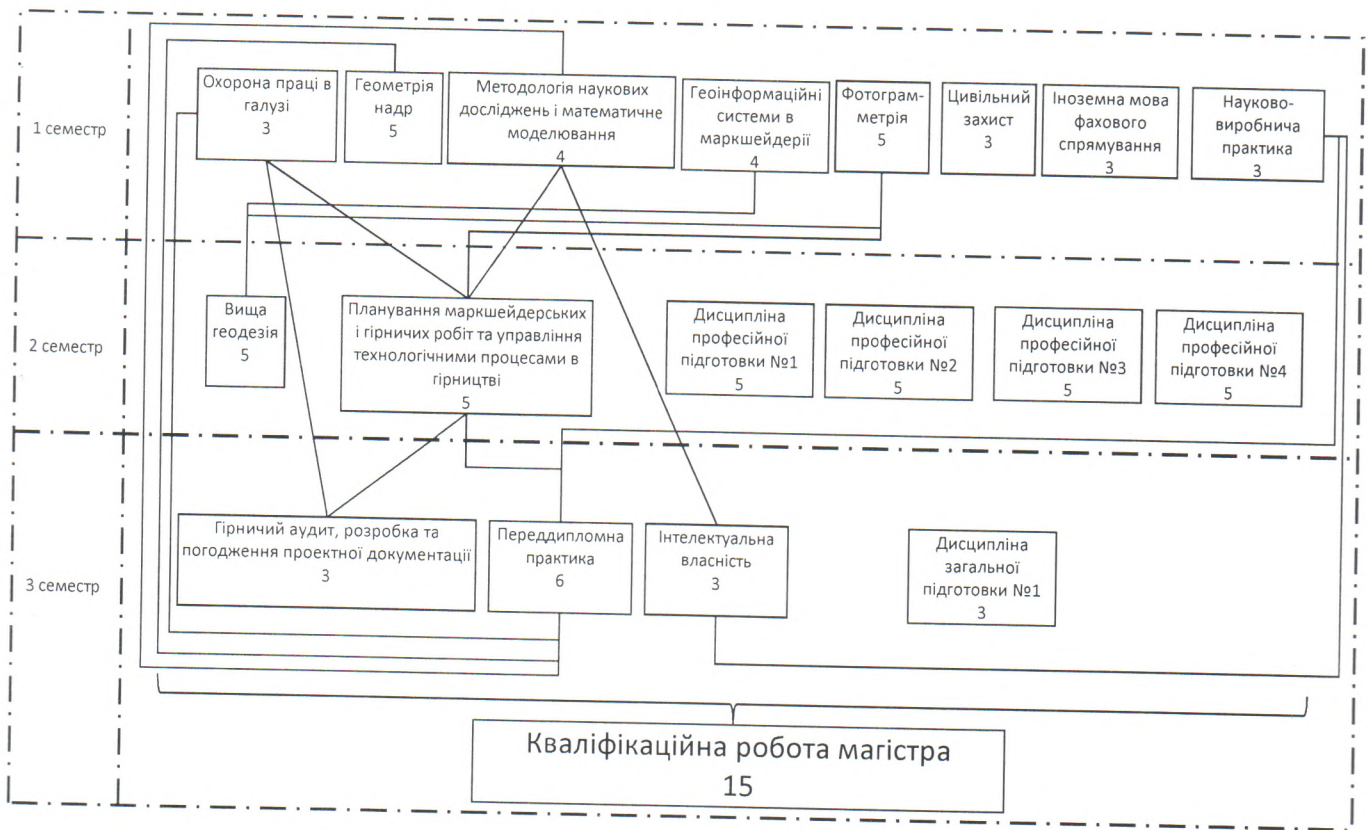 1 семестр
Охорона праці в
галузі
3
Геометрія
надр
5
Методологія наукових
досліджень і математичне
моделювання
4
Геоінформаційні
системи в
маркшейдерії
4
Фотограм-
метрія
5
Цивільний
захист
3
Іноземна мова
фахового
спрямування
3
Науково-
виробнича
практика
3
2 семестр
Вища
геодезія
5
Планування маркшейдерських
і гірничих робіт та управління
технологічними процесами в
гірництві
5
Дисципліна
професійної
підготовки №1
5
Дисципліна
професійної
підготовки №2
5
Дисципліна
професійної
підготовки №3
5
Дисципліна
професійної
підготовки №4
5
3 семестр
Гірничий аудит, розробка та
погодження проектної документації
3
Переддипломна
практика
6
Інтелектуальна
власність
3
Дисципліна
загальної
підготовки №1
3
Кваліфікаційна робота магістра
15